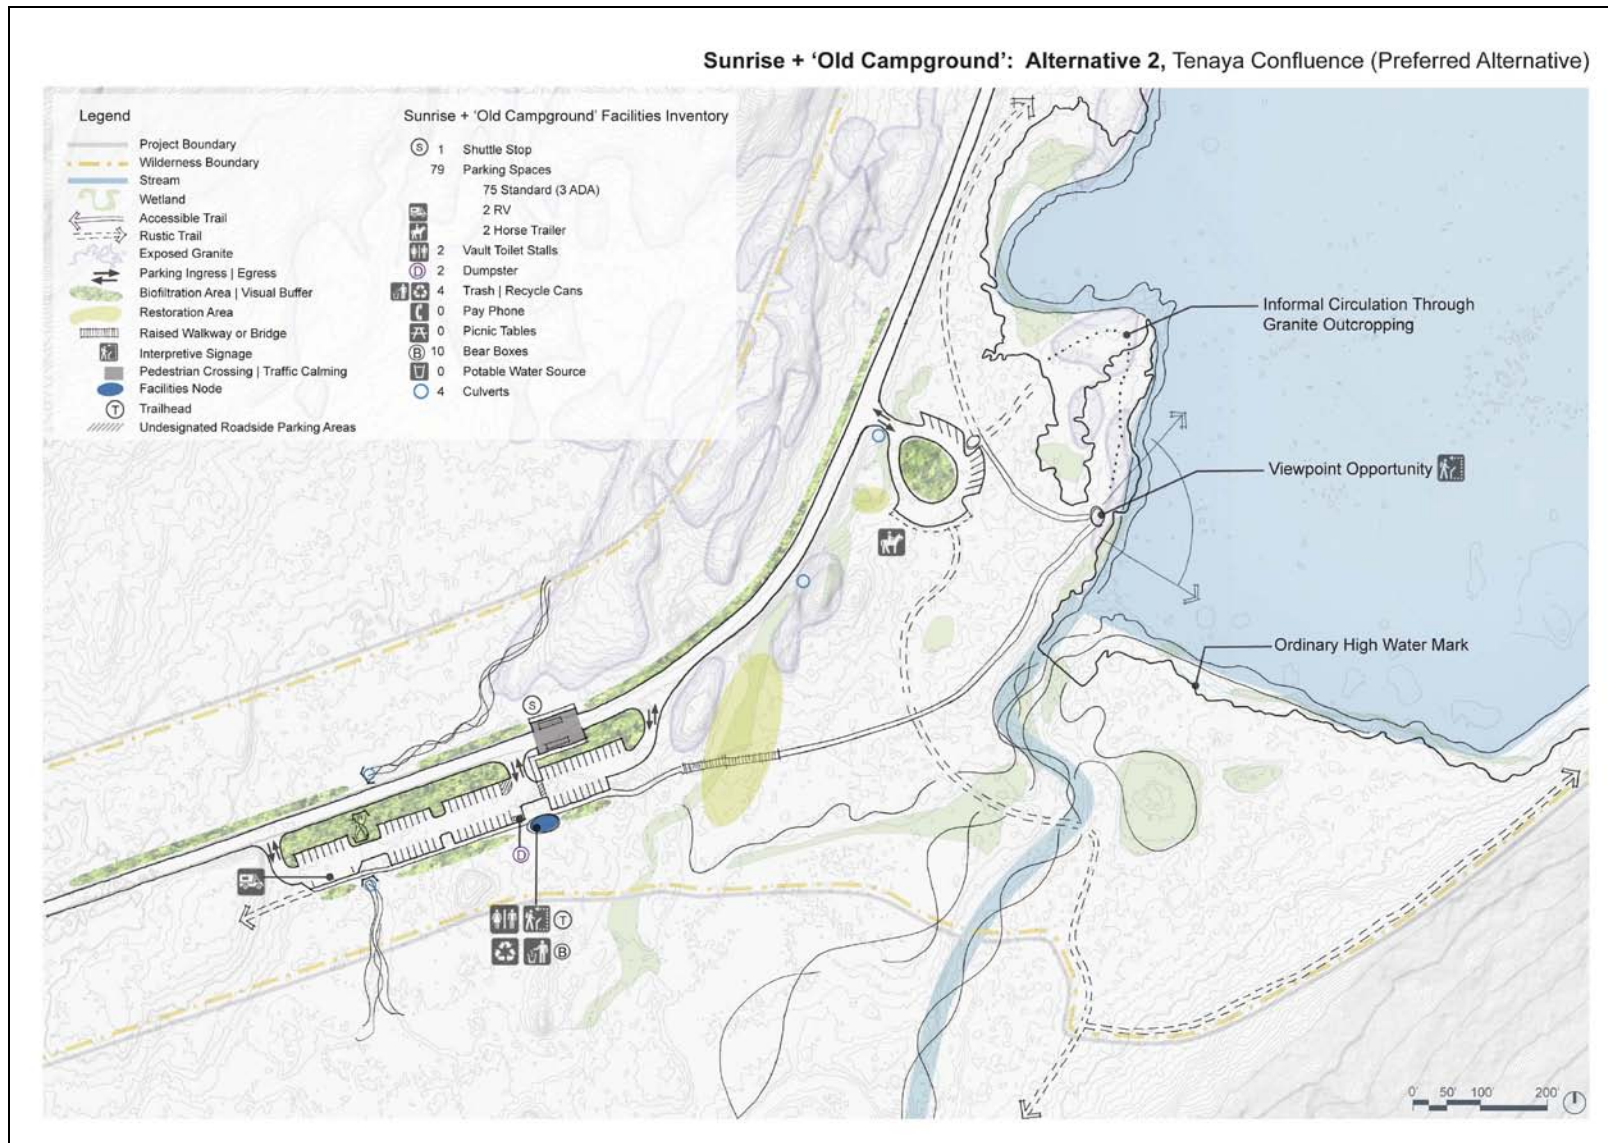 Sunrise + ‘Old Campground’: Alternative 2, Tenaya Confluence (Preferred Alternative)
Legend
Project Boundary
Wilderness Boundary
Stream
Wetland
Accessible Trail
Rustic Trail
Exposed Granite
Parking Ingress | Egress
Biofiltration Area | Visual Buffer
Restoration Area
Raised Walkway or Bridge
Interpretive Signage
Pedestrian Crossing | Traffic Calming
Facilities Node
T Trailhead
Undesignated Roadside Parking Areas
Sunrise + ‘Old Campground’ Facilities Inventory
S 1 Shuttle Stop
79 Parking Spaces
75 Standard (3 ADA)
2 RV
2 Horse Trailer
2 Vault Toilet Stalls
D 2 Dumpster
4 Trash | Recycle Cans
0 Pay Phone
0 Picnic Tables
B 10 Bear Boxes
0 Potable Water Source
4 Culverts
Informal Circulation Through
Granite Outcropping
Viewpoint Opportunity
Ordinary High Water Mark
S
D
T
B
0' 50' 100' 200'